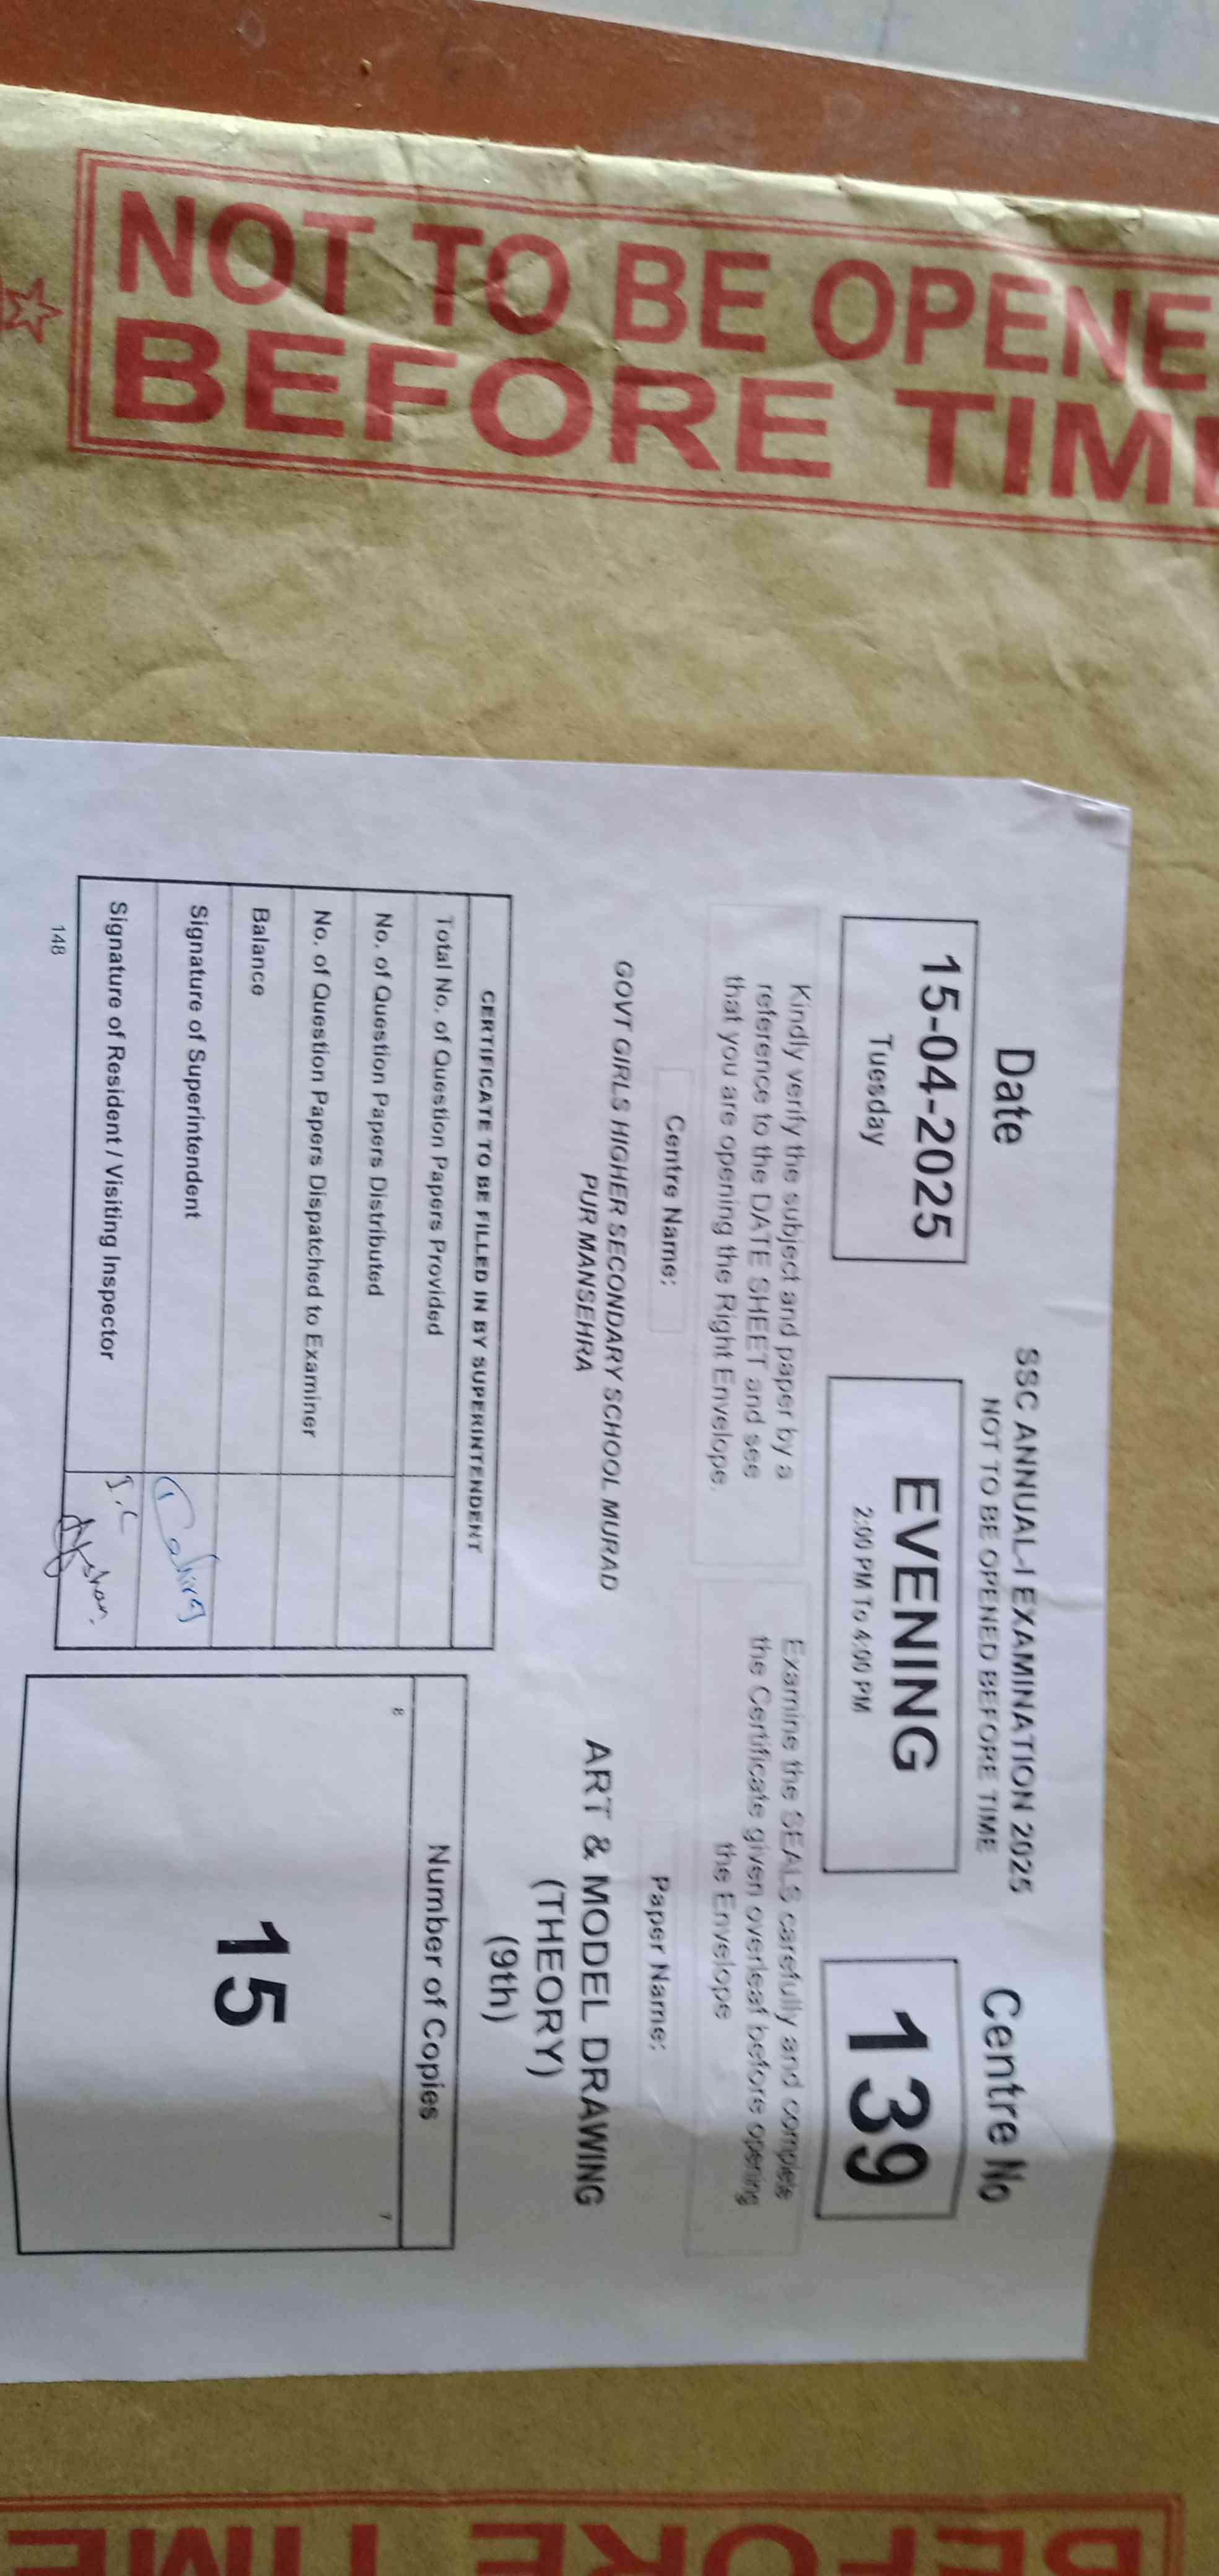 NOT TO BE OPENE
BEFORE TIM
SSC ANNUAL-I EXAMINATION 2025
NOT TO BE OPENED BEFORE TIME
Date
15-04-2025
Tuesday
EVENING
2:00 PM To 4:00 PM
Centre No
139
Kindly verify the subject and paper by a
reference to the DATE SHEET and see
that you are opening the Right Envelope.
Examine the SEALS carefully and complete
the Certificate given overleaf before opening
the Envelope
Centre Name:
GOVT GIRLS HIGHER SECONDARY SCHOOL MURAD
PUR MANSEHRA
Paper Name:
ART & MODEL DRAWING
(THEORY)
(9th)
CERTIFICATE TO BE FILLED IN BY SUPERINTENDENT
Total No. of Question Papers Provided
No. of Question Papers Distributed
No. of Question Papers Dispatched to Examiner
Balance
Signature of Superintendent
Signature of Resident / Visiting Inspector
I.C
148
Number of Copies
8
7
15
BEFORE TIME